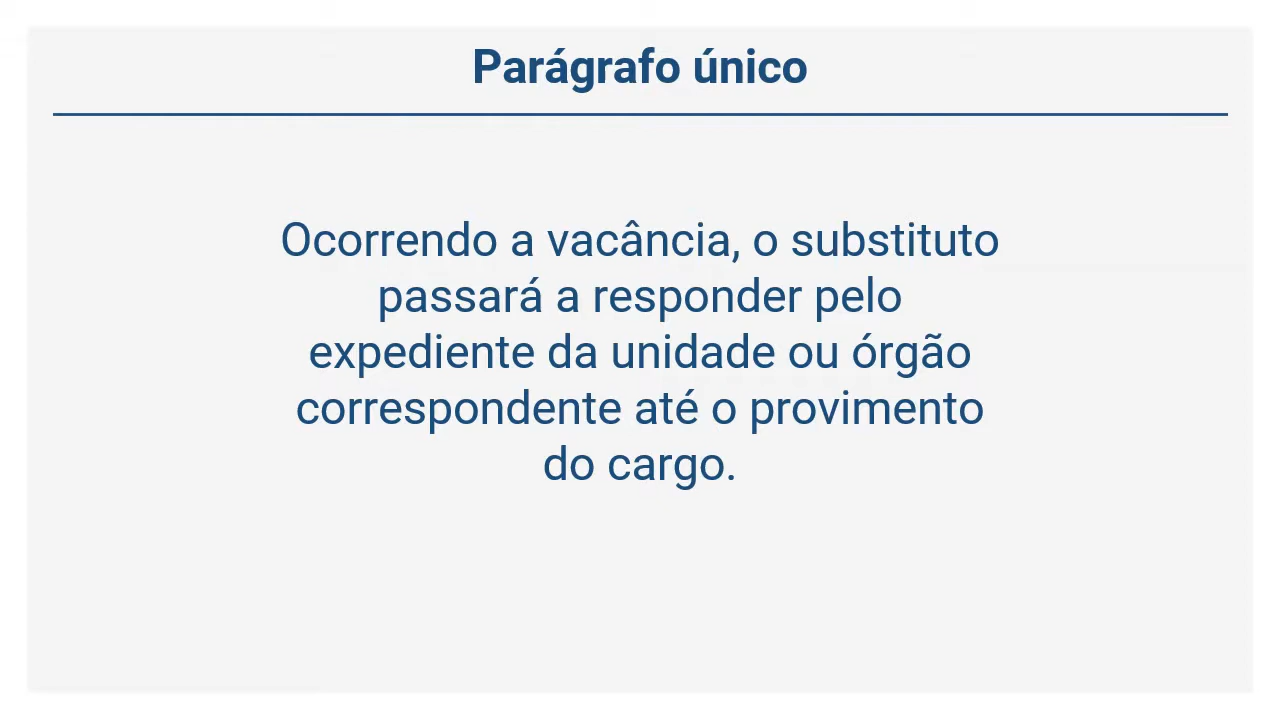 Parágrafo único
Ocorrendo a vacância, o substituto
passará a responder pelo
expediente da unidade ou órgão
correspondente até o provimento
do cargo.